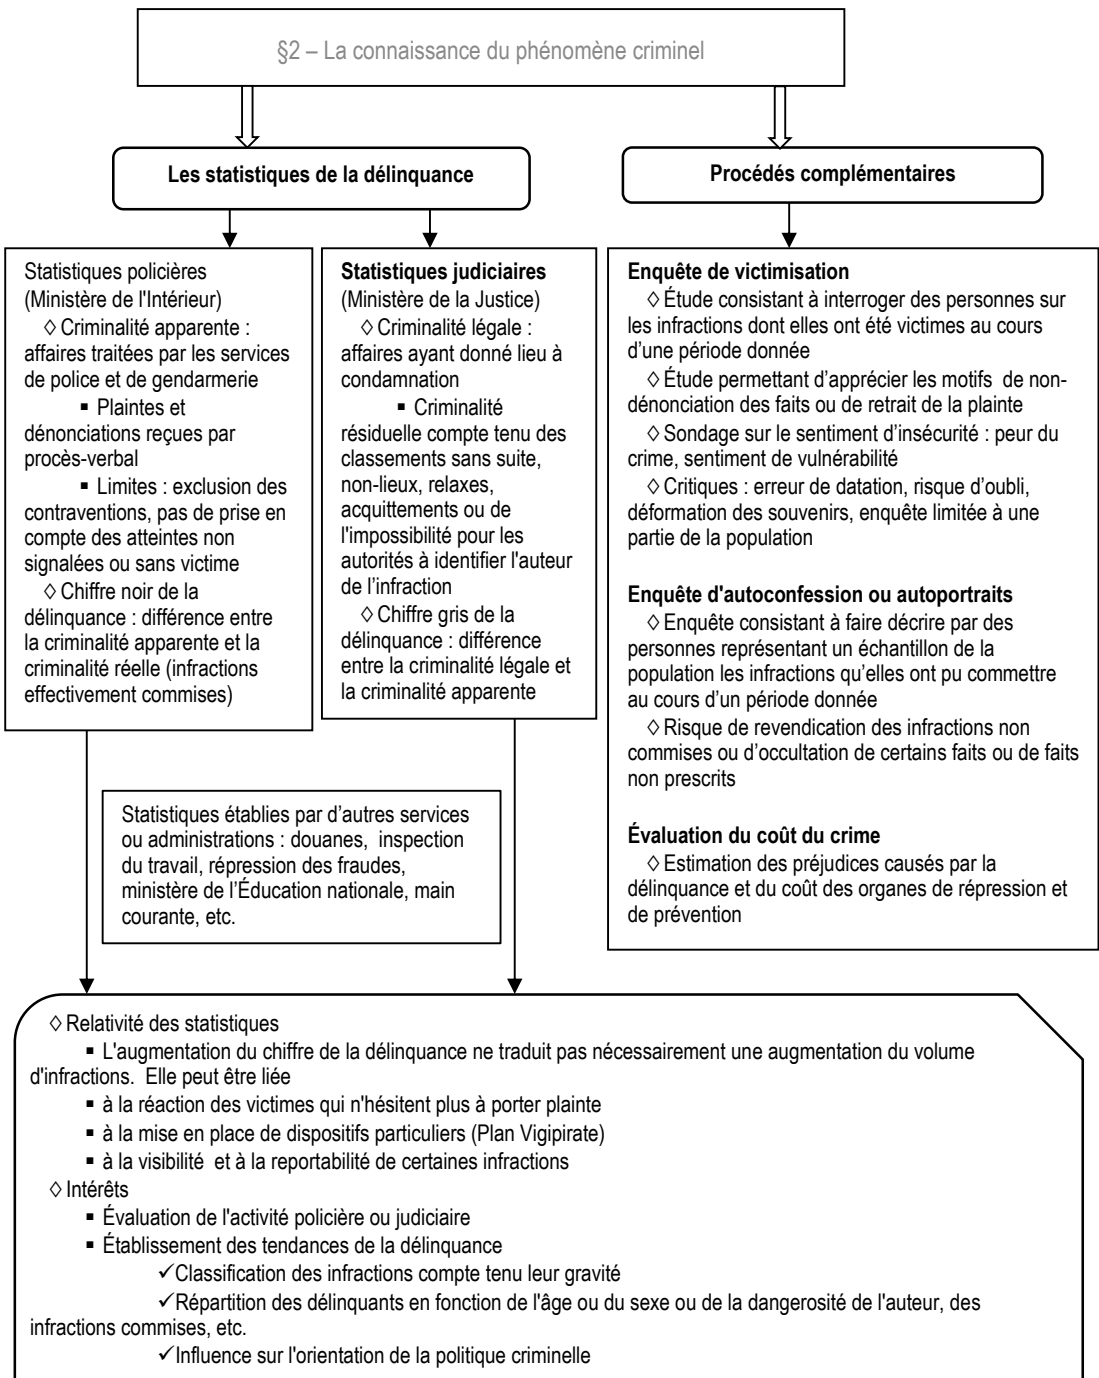 §2 – La connaissance du phénomène criminel
Les statistiques de la délinquance
Procédés complémentaires
Statistiques policières
(Ministère de l'Intérieur)
◊ Criminalité apparente :
affaires traitées par les services
de police et de gendarmerie
▪ Plaintes et
dénonciations reçues par
procès-verbal
▪ Limites : exclusion des
contraventions, pas de prise en
compte des atteintes non
signalées ou sans victime
◊ Chiffre noir de la
délinquance : différence entre
la criminalité apparente et la
criminalité réelle (infractions
effectivement commises)
Statistiques judiciaires
(Ministère de la Justice)
◊ Criminalité légale :
affaires ayant donné lieu à
condamnation
▪ Criminalité
résiduelle compte tenu des
classements sans suite,
non-lieux, relaxes,
acquittements ou de
l'impossibilité pour les
autorités à identifier l'auteur
de l’infraction
◊ Chiffre gris de la
délinquance : différence
entre la criminalité légale et
la criminalité apparente
Enquête de victimisation
◊ Étude consistant à interroger des personnes sur
les infractions dont elles ont été victimes au cours
d’une période donnée
◊ Étude permettant d’apprécier les motifs de non-
dénonciation des faits ou de retrait de la plainte
◊ Sondage sur le sentiment d’insécurité : peur du
crime, sentiment de vulnérabilité
◊ Critiques : erreur de datation, risque d’oubli,
déformation des souvenirs, enquête limitée à une
partie de la population
Enquête d'autoconfession ou autoportraits
◊ Enquête consistant à faire décrire par des
personnes représentant un échantillon de la
population les infractions qu’elles ont pu commettre
au cours d’un période donnée
◊ Risque de revendication des infractions non
commises ou d’occultation de certains faits ou de faits
non prescrits
Évaluation du coût du crime
◊ Estimation des préjudices causés par la
délinquance et du coût des organes de répression et
de prévention
Statistiques établies par d’autres services
ou administrations : douanes, inspection
du travail, répression des fraudes,
ministère de l’Éducation nationale, main
courante, etc.
◊ Relativité des statistiques
▪ L'augmentation du chiffre de la délinquance ne traduit pas nécessairement une augmentation du volume
d'infractions. Elle peut être liée
▪ à la réaction des victimes qui n'hésitent plus à porter plainte
▪ à la mise en place de dispositifs particuliers (Plan Vigipirate)
▪ à la visibilité et à la reportabilité de certaines infractions
◊ Intérêts
▪ Évaluation de l'activité policière ou judiciaire
▪ Établissement des tendances de la délinquance
✓Classification des infractions compte tenu leur gravité
✓Répartition des délinquants en fonction de l'âge ou du sexe ou de la dangerosité de l'auteur, des
infractions commises, etc.
✓Influence sur l'orientation de la politique criminelle